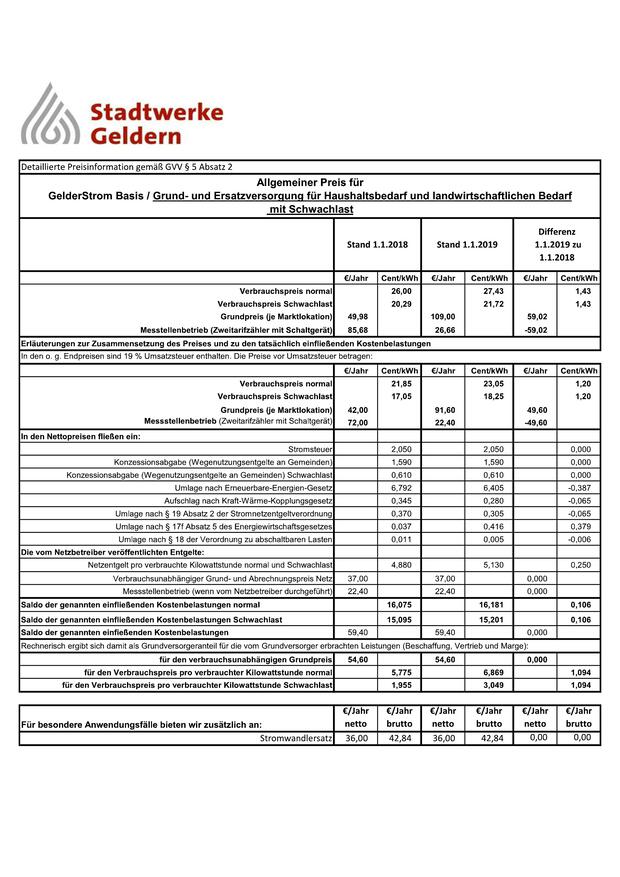 Stadtwerke
Geldern
Detaillierte Preisinformation gemäß GVV § 5 Absatz 2
Allgemeiner Preis für
GelderStrom Basis / Grund- und Ersatzversorgung für Haushaltsbedarf und landwirtschaftlichen Bedarf
mit Schwachlast
Stand 1.1.2018 Stand 1.1.2019 Differenz 1.1.2019 zu 1.1.2018
€/Jahr Cent/kWh €/Jahr Cent/kWh €/Jahr Cent/kWh
Verbrauchspreis normal 26,00 27,43 1,43
Verbrauchspreis Schwachlast 20,29 21,72 1,43
Grundpreis (je Marktlokation) 49,98 109,00 59,02
Messtellenbetrieb (Zweitarifzähler mit Schaltgerät) 85,68 26,66 -59,02
Erläuterungen zur Zusammensetzung des Preises und zu den tatsächlich einfließenden Kostenbelastungen
In den o. g. Endpreisen sind 19 % Umsatzsteuer enthalten. Die Preise vor Umsatzsteuer betragen:
€/Jahr Cent/kWh €/Jahr Cent/kWh €/Jahr Cent/kWh
Verbrauchspreis normal 21,85 23,05 1,20
Verbrauchspreis Schwachlast 17,05 18,25 1,20
Grundpreis (je Marktlokation) 42,00 91,60 49,60
Messstellenbetrieb (Zweitarifzähler mit Schaltgerät) 72,00 22,40 -49,60
In den Nettopreisen fließen ein:
Stromsteuer 2,050 2,050 0,000
Konzessionsabgabe (Wegenutzungsentgelte an Gemeinden) 1,590 1,590 0,000
Konzessionsabgabe (Wegenutzungsentgelte an Gemeinden) Schwachlast 0,610 0,610 0,000
Umlage nach Erneuerbare-Energien-Gesetz 6,792 6,405 -0,387
Aufschlag nach Kraft-Wärme-Kopplungsgesetz 0,345 0,280 -0,065
Umlage nach § 19 Absatz 2 der Stromnetzentgeltverordnung 0,370 0,305 -0,065
Umlage nach § 17f Absatz 5 des Energiewirtschaftsgesetzes 0,037 0,416 0,379
Umlage nach § 18 der Verordnung zu abschaltbaren Lasten 0,011 0,005 -0,006
Die vom Netzbetreiber veröffentlichten Entgelte:
Netzentgelt pro verbrauchte Kilowattstunde normal und Schwachlast 4,880 5,130 0,250
Verbrauchsunabhängiger Grund- und Abrechnungspreis Netz 37,00 37,00 0,000
Messstellenbetrieb (wenn vom Netzbetreiber durchgeführt) 22,40 22,40 0,000
Saldo der genannten einfließenden Kostenbelastungen normal 16,075 16,181 0,106
Saldo der genannten einfließenden Kostenbelastungen Schwachlast 15,095 15,201 0,106
Saldo der genannten einfließenden Kostenbelastungen 59,40 59,40 0,000
Rechnerisch ergibt sich damit als Grundversorgeranteil für die vom Grundversorger erbrachten Leistungen (Beschaffung, Vertrieb und Marge):
für den verbrauchsunabhängigen Grundpreis 54,60 54,60 0,000
für den Verbrauchspreis pro verbrauchter Kilowattstunde normal 5,775 6,869 1,094
für den Verbrauchspreis pro verbrauchter Kilowattstunde Schwachlast 1,955 3,049 1,094
€/Jahr €/Jahr €/Jahr €/Jahr €/Jahr €/Jahr
Für besondere Anwendungsfälle bieten wir zusätzlich an: netto brutto netto brutto netto brutto
Stromwandlersatz 36,00 42,84 36,00 42,84 0,00 0,00